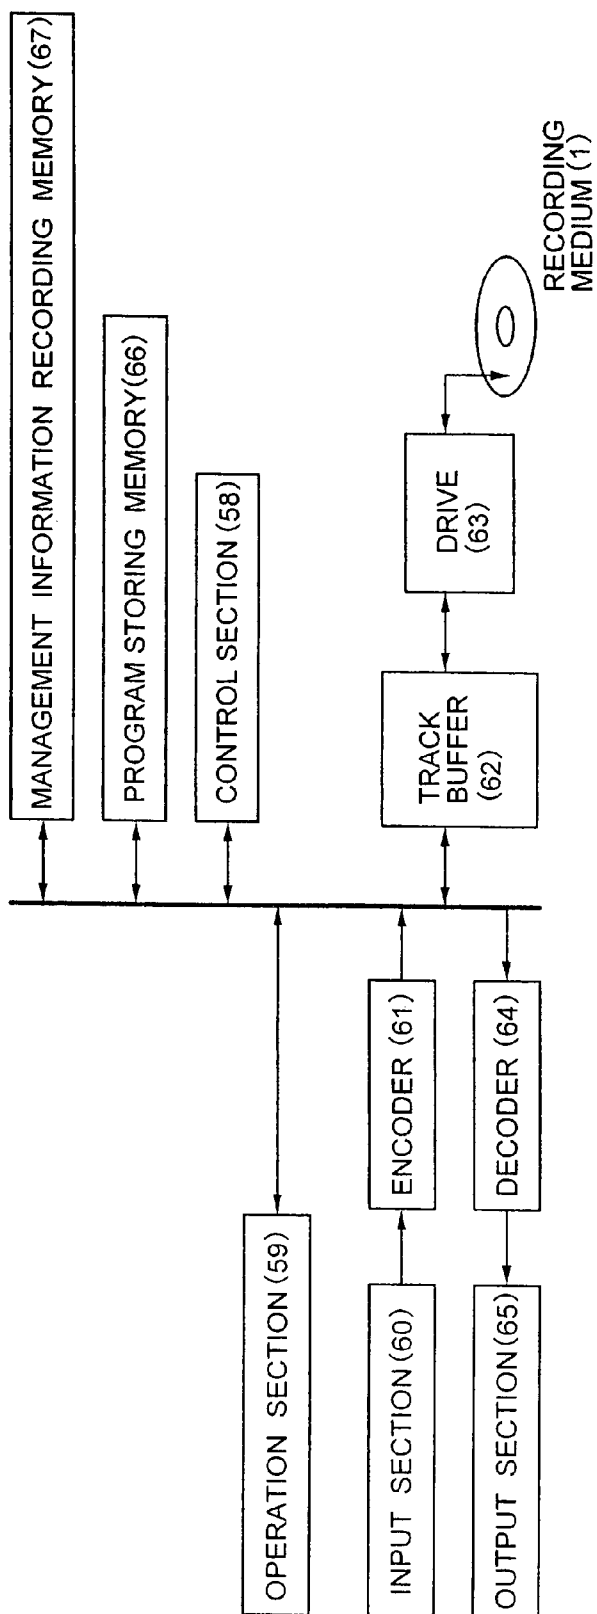 MANAGEMENT INFORMATION RECORDING MEMORY(67)
PROGRAM STORING MEMORY(66)
CONTROL SECTION (58)
OPERATION SECTION (59)
INPUT SECTION(60)
ENCODER (61)
TRACK
BUFFER
(62)
DRIVE
(63)
RECORDING
MEDIUM (1)
OUTPUT SECTION(65)
DECODER (64)